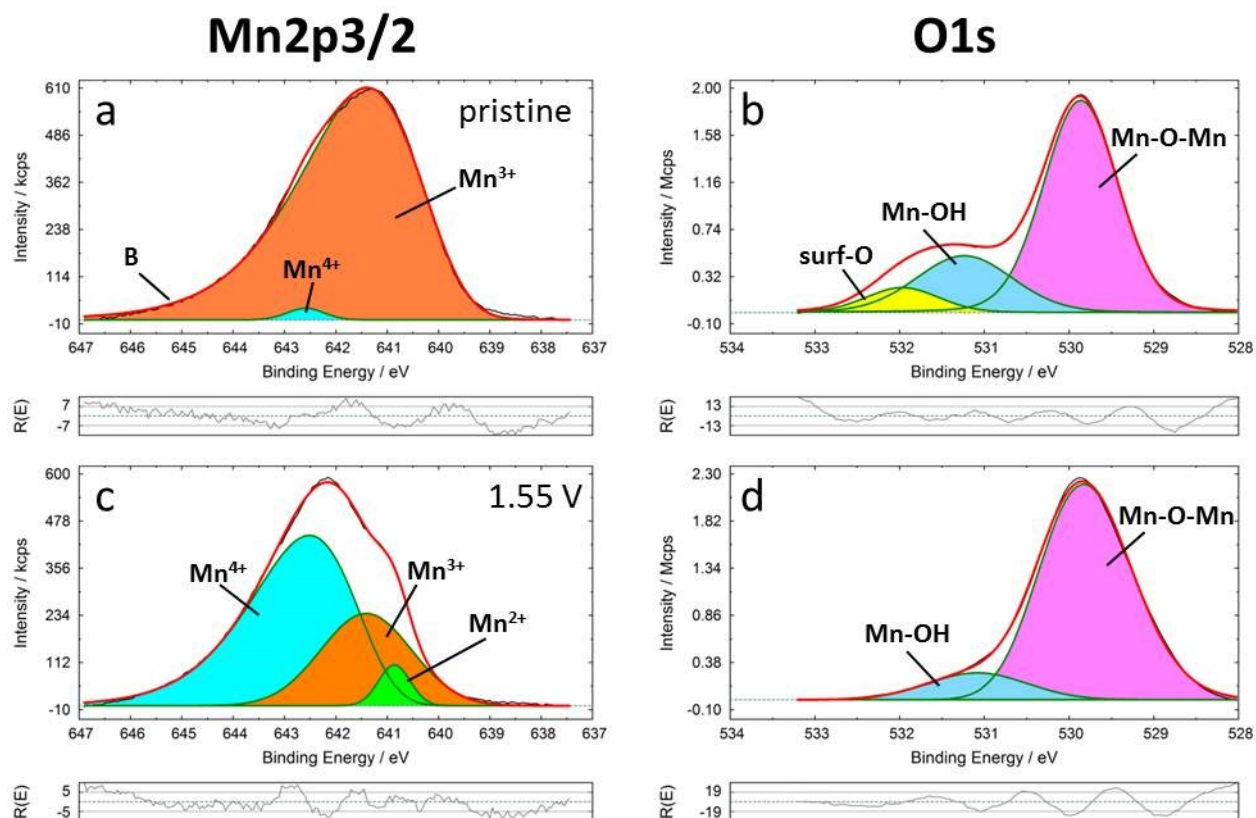 Mn2p3/2
O1s
a
pristine
610
486
362
238
114
-10
Intensity / kcps
B
Mn4+
Mn3+
647 646 645 644 643 642 641 640 639 638 637
Binding Energy / eV
R(E)
7
-7
b
2.00
1.58
1.16
0.74
0.32
-0.10
Intensity / Mcps
Mn-O-Mn
Mn-OH
surf-O
534 533 532 531 530 529 528
Binding Energy / eV
R(E)
13
-13
c
1.55 V
600
478
356
234
112
-10
Intensity / kcps
Mn4+
Mn3+
Mn2+
647 646 645 644 643 642 641 640 639 638 637
Binding Energy / eV
R(E)
5
-5
d
2.30
1.82
1.34
0.86
0.38
-0.10
Intensity / Mcps
Mn-O-Mn
Mn-OH
534 533 532 531 530 529 528
Binding Energy / eV
R(E)
19
-19